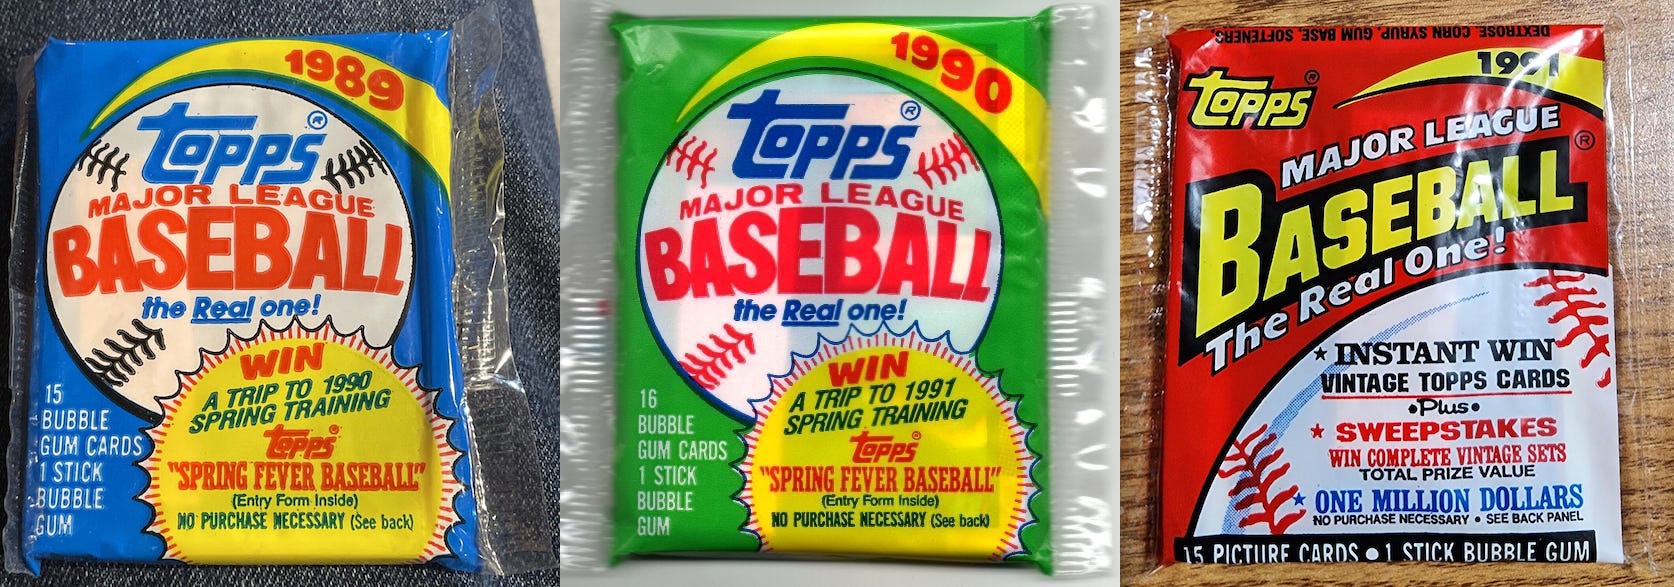 1989
Topps®
MAJOR LEAGUE
BASEBALL
the Real one!
WIN
A TRIP TO 1990
SPRING TRAINING
Topps®
"SPRING FEVER BASEBALL"
(Entry Form Inside)
NO PURCHASE NECESSARY (See back)
15
BUBBLE
GUM CARDS
1 STICK
BUBBLE
GUM
1990
Topps®
MAJOR LEAGUE
BASEBALL
the Real one!
WIN
A TRIP TO 1991
SPRING TRAINING
Topps®
"SPRING FEVER BASEBALL"
(Entry Form Inside)
NO PURCHASE NECESSARY (See back)
16
BUBBLE
GUM CARDS
1 STICK
BUBBLE
GUM
DEXTROSE, CORN SYRUP, GUM BASE, SOFTENERS,
1991
Topps®
MAJOR LEAGUE
BASEBALL®
The Real One!
★ INSTANT WIN
VINTAGE TOPPS CARDS
•Plus•
★ SWEEPSTAKES
WIN COMPLETE VINTAGE SETS
TOTAL PRIZE VALUE
★ ONE MILLION DOLLARS
NO PURCHASE NECESSARY • SEE BACK PANEL
15 PICTURE CARDS ● 1 STICK BUBBLE GUM